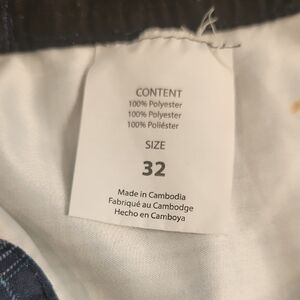 CONTENT
100% Polyester
100% Polyester
100% Poliéster
SIZE
32
Made in Cambodia
Fabriqué au Cambodge
Hecho en Camboya